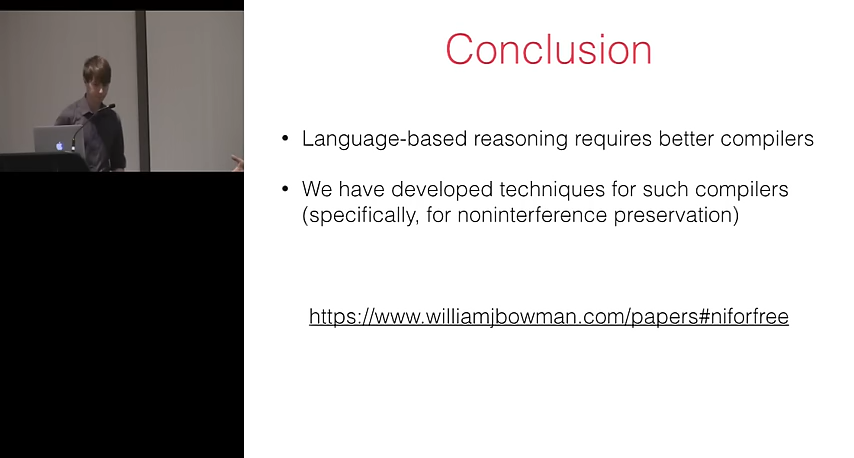 Conclusion
• Language-based reasoning requires better compilers
• We have developed techniques for such compilers
(specifically, for noninterference preservation)
https://www.williamjbowman.com/papers#niforfree